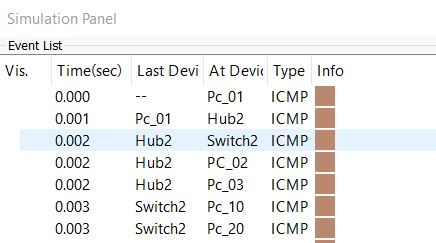 Simulation Panel
Event List
Vis. Time(sec) Last Devi At Devic Type Info
0.000 -- Pc_01 ICMP
0.001 Pc_01 Hub2 ICMP
0.002 Hub2 Switch2 ICMP
0.002 Hub2 PC_02 ICMP
0.002 Hub2 Pc_03 ICMP
0.003 Switch2 Pc_10 ICMP
0.003 Switch2 Pc_20 ICMP